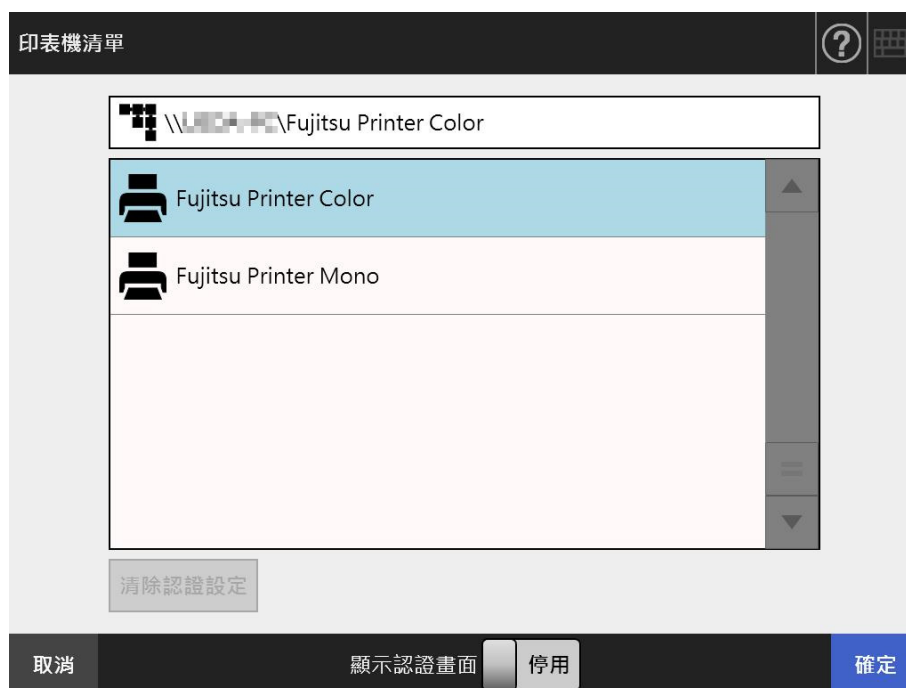 印表機清單
?
\\ \Fujitsu Printer Color
Fujitsu Printer Color
Fujitsu Printer Mono
清除認證設定
取消
顯示認證畫面 停用
確定